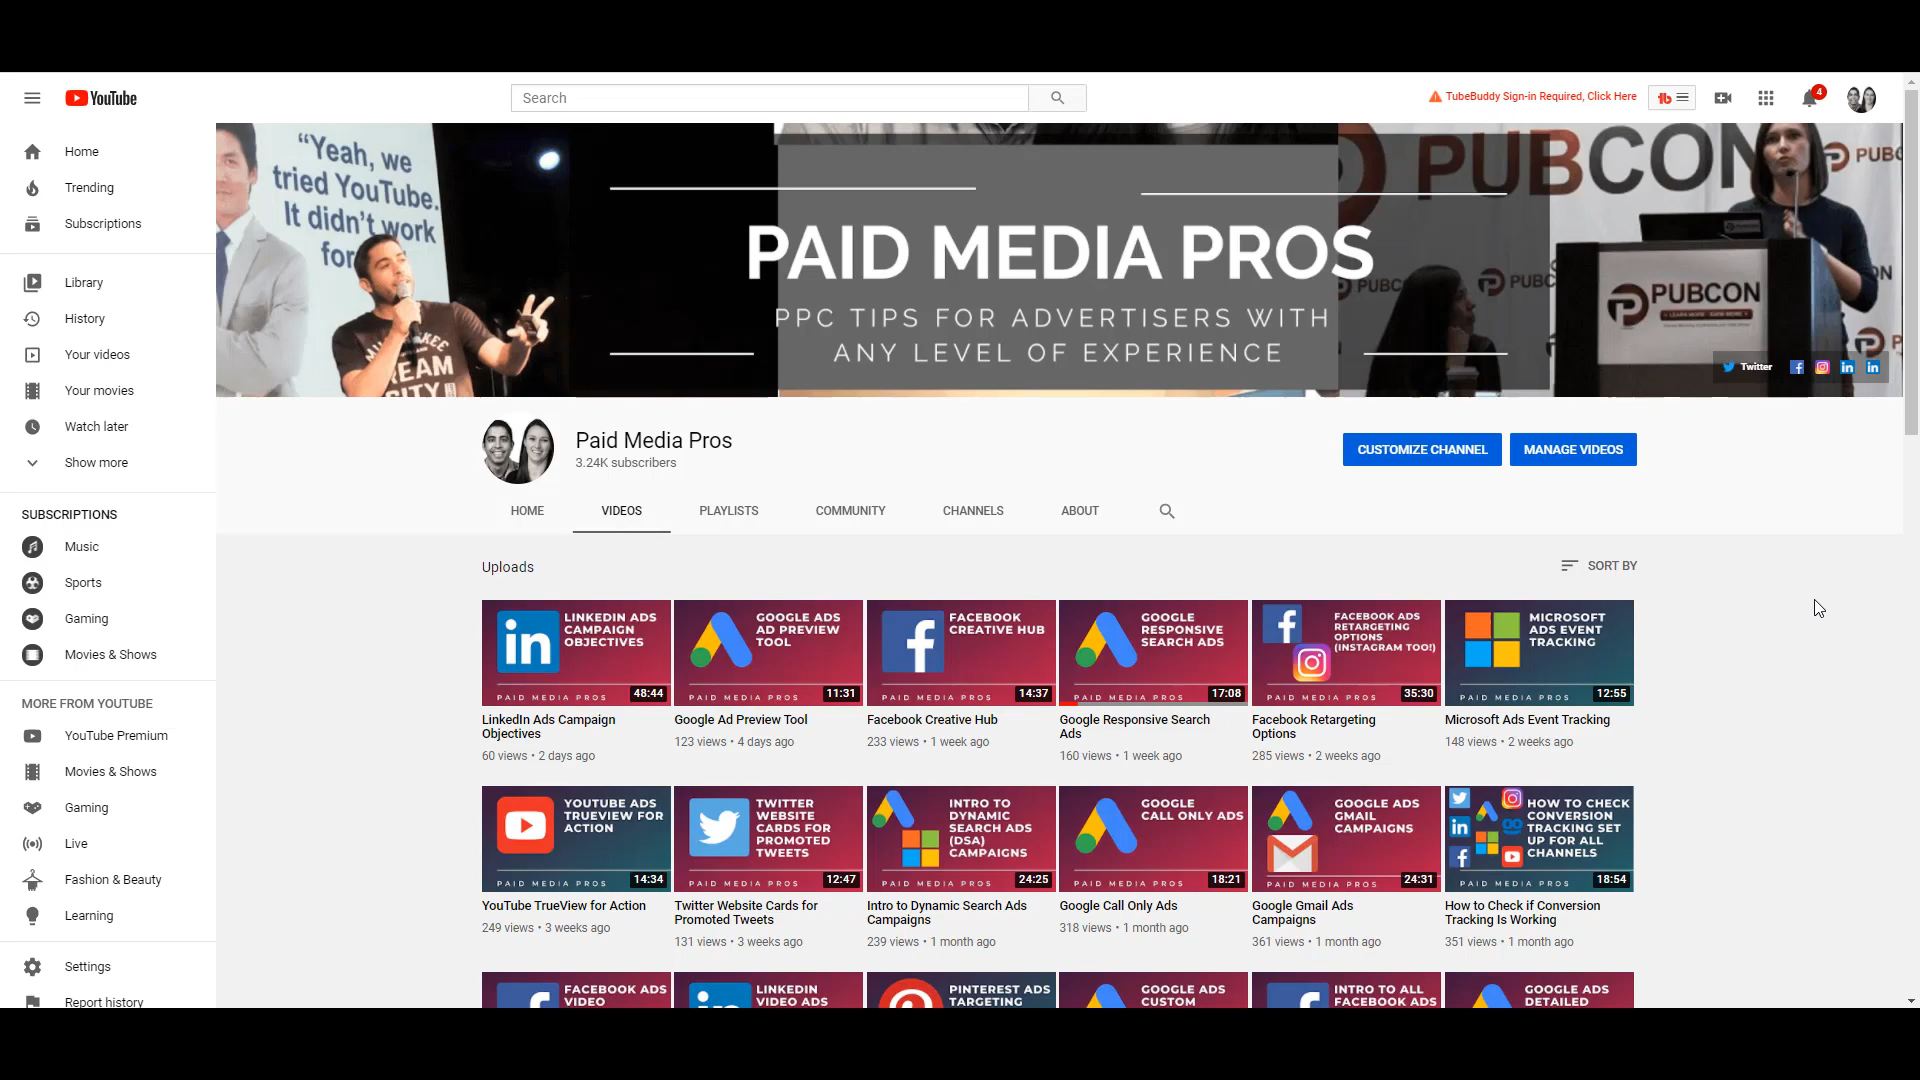 YouTube
Search
TubeBuddy Sign-in Required, Click Here
tb
4
Home
Trending
Subscriptions
Library
History
Your videos
Your movies
Watch later
Show more
SUBSCRIPTIONS
Music
Sports
Gaming
Movies & Shows
MORE FROM YOUTUBE
YouTube Premium
Movies & Shows
Gaming
Live
Fashion & Beauty
Learning
Settings
Report history
"Yeah, we
tried YouTube.
It didn't work
for
PAID MEDIA PROS
PPC TIPS FOR ADVERTISERS WITH
ANY LEVEL OF EXPERIENCE
PUBCON
PUBCON
Twitter
Paid Media Pros
3.24K subscribers
CUSTOMIZE CHANNEL
MANAGE VIDEOS
HOME
VIDEOS
PLAYLISTS
COMMUNITY
CHANNELS
ABOUT
Uploads
SORT BY
LINKEDIN ADS
CAMPAIGN
OBJECTIVES
PAID MEDIA PROS
48:44
LinkedIn Ads Campaign
Objectives
60 views • 2 days ago
GOOGLE ADS
AD PREVIEW
TOOL
PAID MEDIA PROS
11:31
Google Ad Preview Tool
123 views • 4 days ago
FACEBOOK
CREATIVE HUB
PAID MEDIA PROS
14:37
Facebook Creative Hub
233 views • 1 week ago
GOOGLE
RESPONSIVE
SEARCH ADS
PAID MEDIA PROS
17:08
Google Responsive Search
Ads
160 views • 1 week ago
FACEBOOK ADS
RETARGETING
OPTIONS
(INSTAGRAM TOO!)
PAID MEDIA PROS
35:30
Facebook Retargeting
Options
285 views • 2 weeks ago
MICROSOFT
ADS EVENT
TRACKING
PAID MEDIA PROS
12:55
Microsoft Ads Event Tracking
148 views • 2 weeks ago
YOUTUBE ADS
TRUEVIEW FOR
ACTION
PAID MEDIA PROS
14:34
YouTube TrueView for Action
249 views • 3 weeks ago
TWITTER
WEBSITE
CARDS FOR
PROMOTED
TWEETS
PAID MEDIA PROS
12:47
Twitter Website Cards for
Promoted Tweets
131 views • 3 weeks ago
INTRO TO
DYNAMIC
SEARCH ADS
(DSA)
CAMPAIGNS
PAID MEDIA PROS
24:25
Intro to Dynamic Search Ads
Campaigns
239 views • 1 month ago
GOOGLE
CALL ONLY ADS
PAID MEDIA PROS
18:21
Google Call Only Ads
318 views • 1 month ago
GOOGLE ADS
GMAIL
CAMPAIGNS
PAID MEDIA PROS
24:31
Google Gmail Ads
Campaigns
361 views • 1 month ago
HOW TO CHECK
CONVERSION
TRACKING SET
UP FOR ALL
CHANNELS
PAID MEDIA PROS
18:54
How to Check if Conversion
Tracking Is Working
351 views • 1 month ago
FACEBOOK ADS
VIDEO
LINKEDIN
VIDEO ADS
PINTEREST ADS
TARGETING
GOOGLE ADS
CUSTOM
INTRO TO ALL
FACEBOOK ADS
GOOGLE ADS
DETAILED